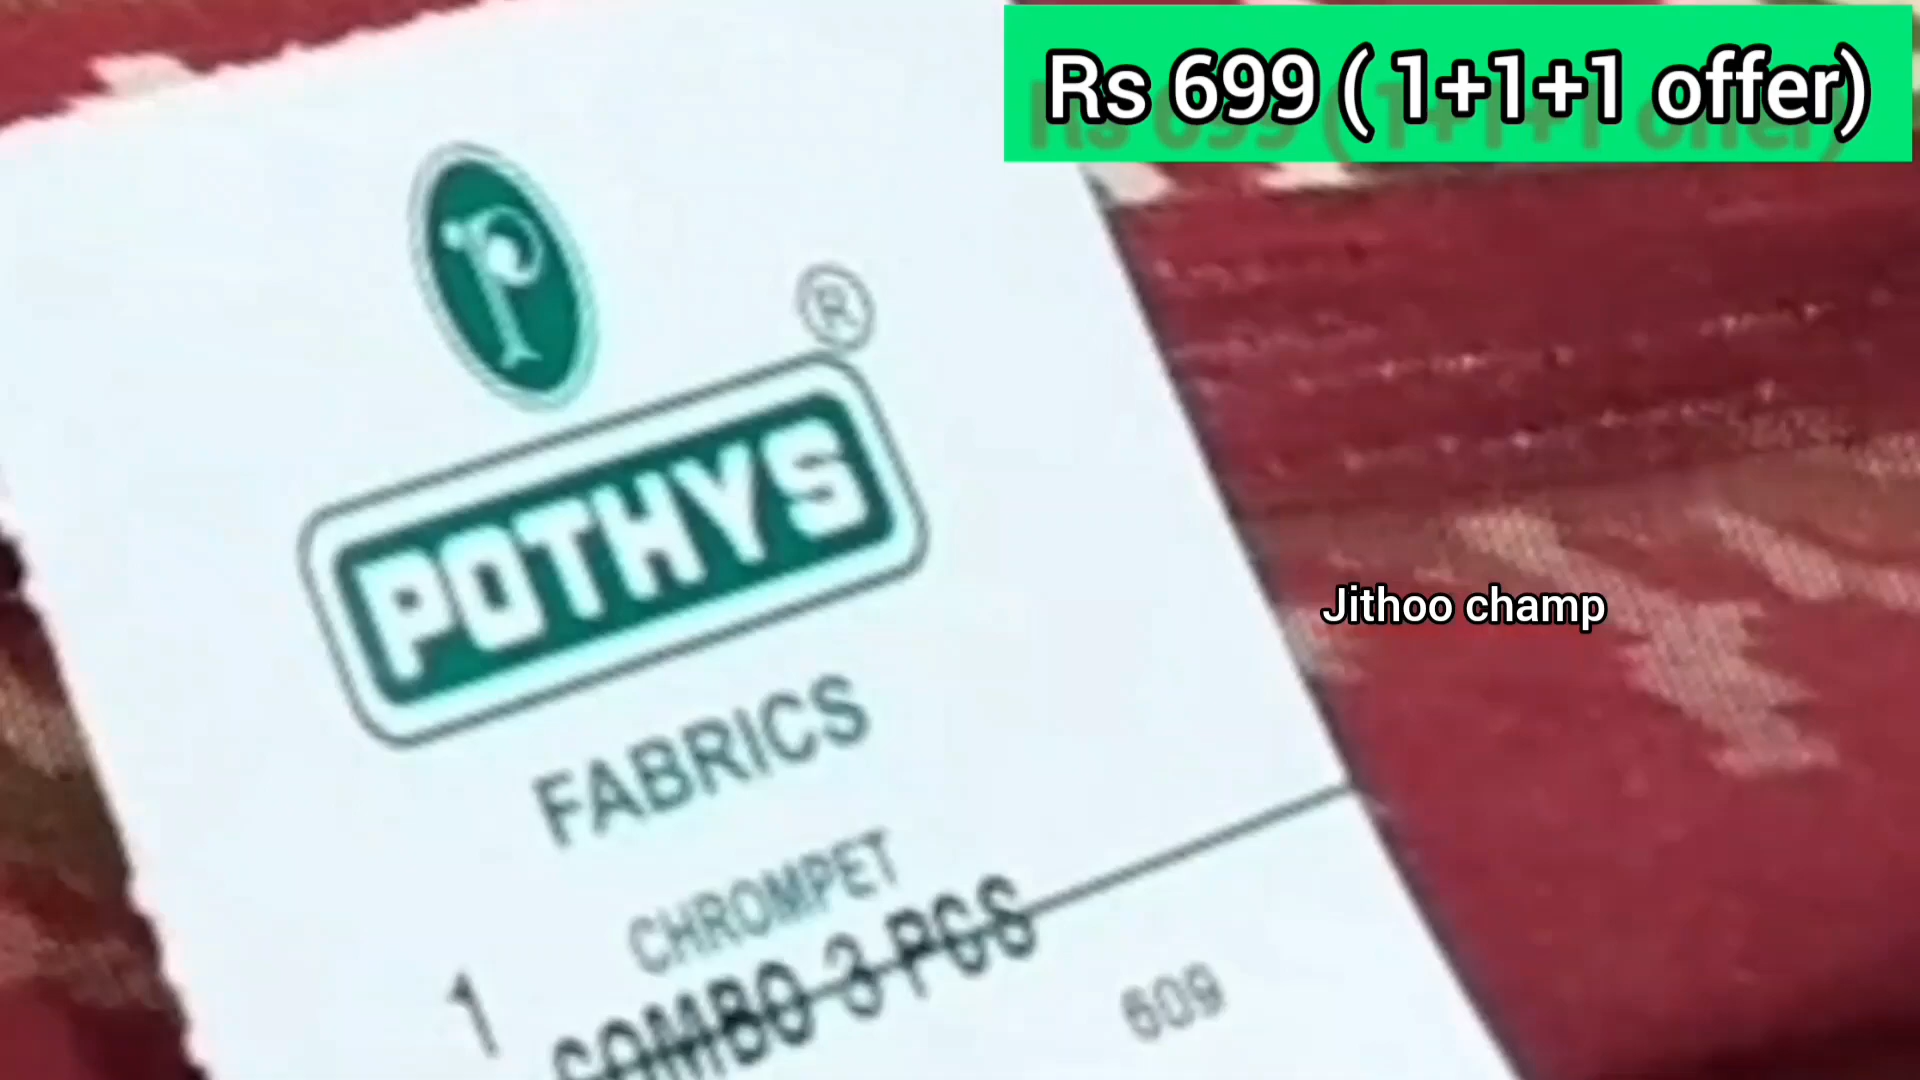 Rs 699 ( 1+1+1 offer)
P
®
POTHYS
FABRICS
CHROMPET
1 COMBO 3 PCS
609
Jithoo champ